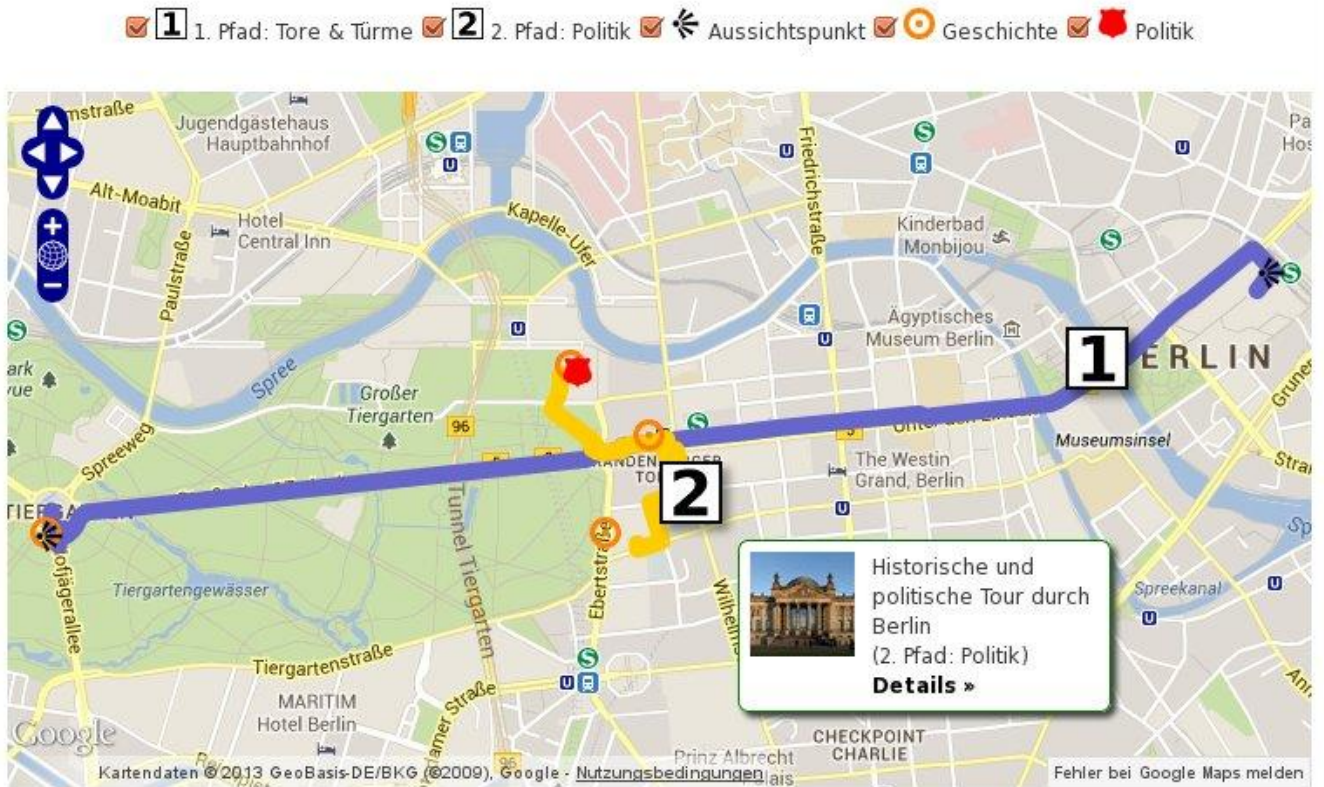 1 1. Pfad: Tore & Türme 2 2. Pfad: Politik Aussichtspunkt Geschichte Politik
Jugendgästehaus
Hauptbahnhof
Alt-Moabit
Hotel
Central Inn
Paulstraße
Kapelle-Ufer
Friedrichstraße
Kinderbad
Monbijou
Ägyptisches
Museum Berlin
1
ERLIN
Spree
Großer
Tiergarten
96
Spreeweg
Museumsinsel
The Westin
Grand, Berlin
2
Tunnel Tiergarten
Ebertstraße
Tiergartengewässer
Historische und
politische Tour durch
Berlin
(2. Pfad: Politik)
Details »
Spreekanal
Tiergartenstraße
MARITIM
Hotel Berlin
CHECKPOINT
CHARLIE
Prinz Albrecht
Google
96
Kartendaten © 2013 GeoBasis-DE/BKG (©2009), Google - Nutzungsbedingungen
Fehler bei Google Maps melden